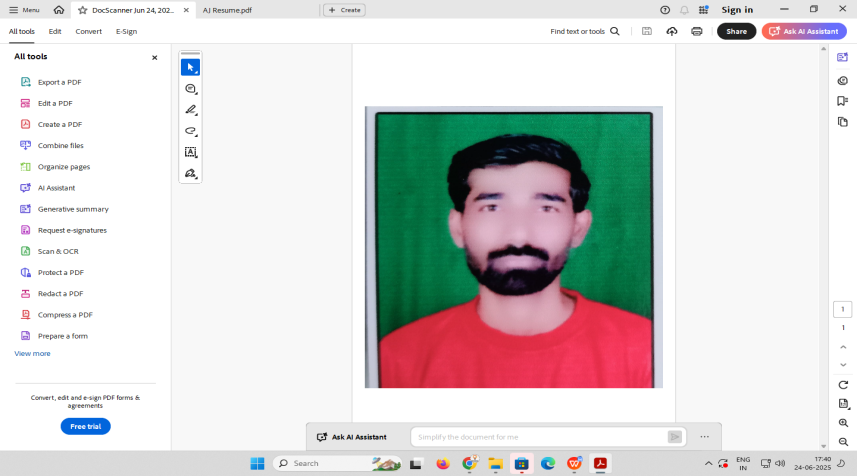 Menu
DocScanner Jun 24, 202...
AJ Resume.pdf
Create
Sign in
All tools
Edit
Convert
E-Sign
Find text or tools
Share
Ask AI Assistant
All tools
Export a PDF
Edit a PDF
Create a PDF
Combine files
Organize pages
AI Assistant
Generative summary
Request e-signatures
Scan & OCR
Protect a PDF
Redact a PDF
Compress a PDF
Prepare a form
View more
Convert, edit and e-sign PDF forms &
agreements
Free trial
1
1
Ask AI Assistant
Simplify the document for me
Search
ENG
IN
17:40
24-06-2025